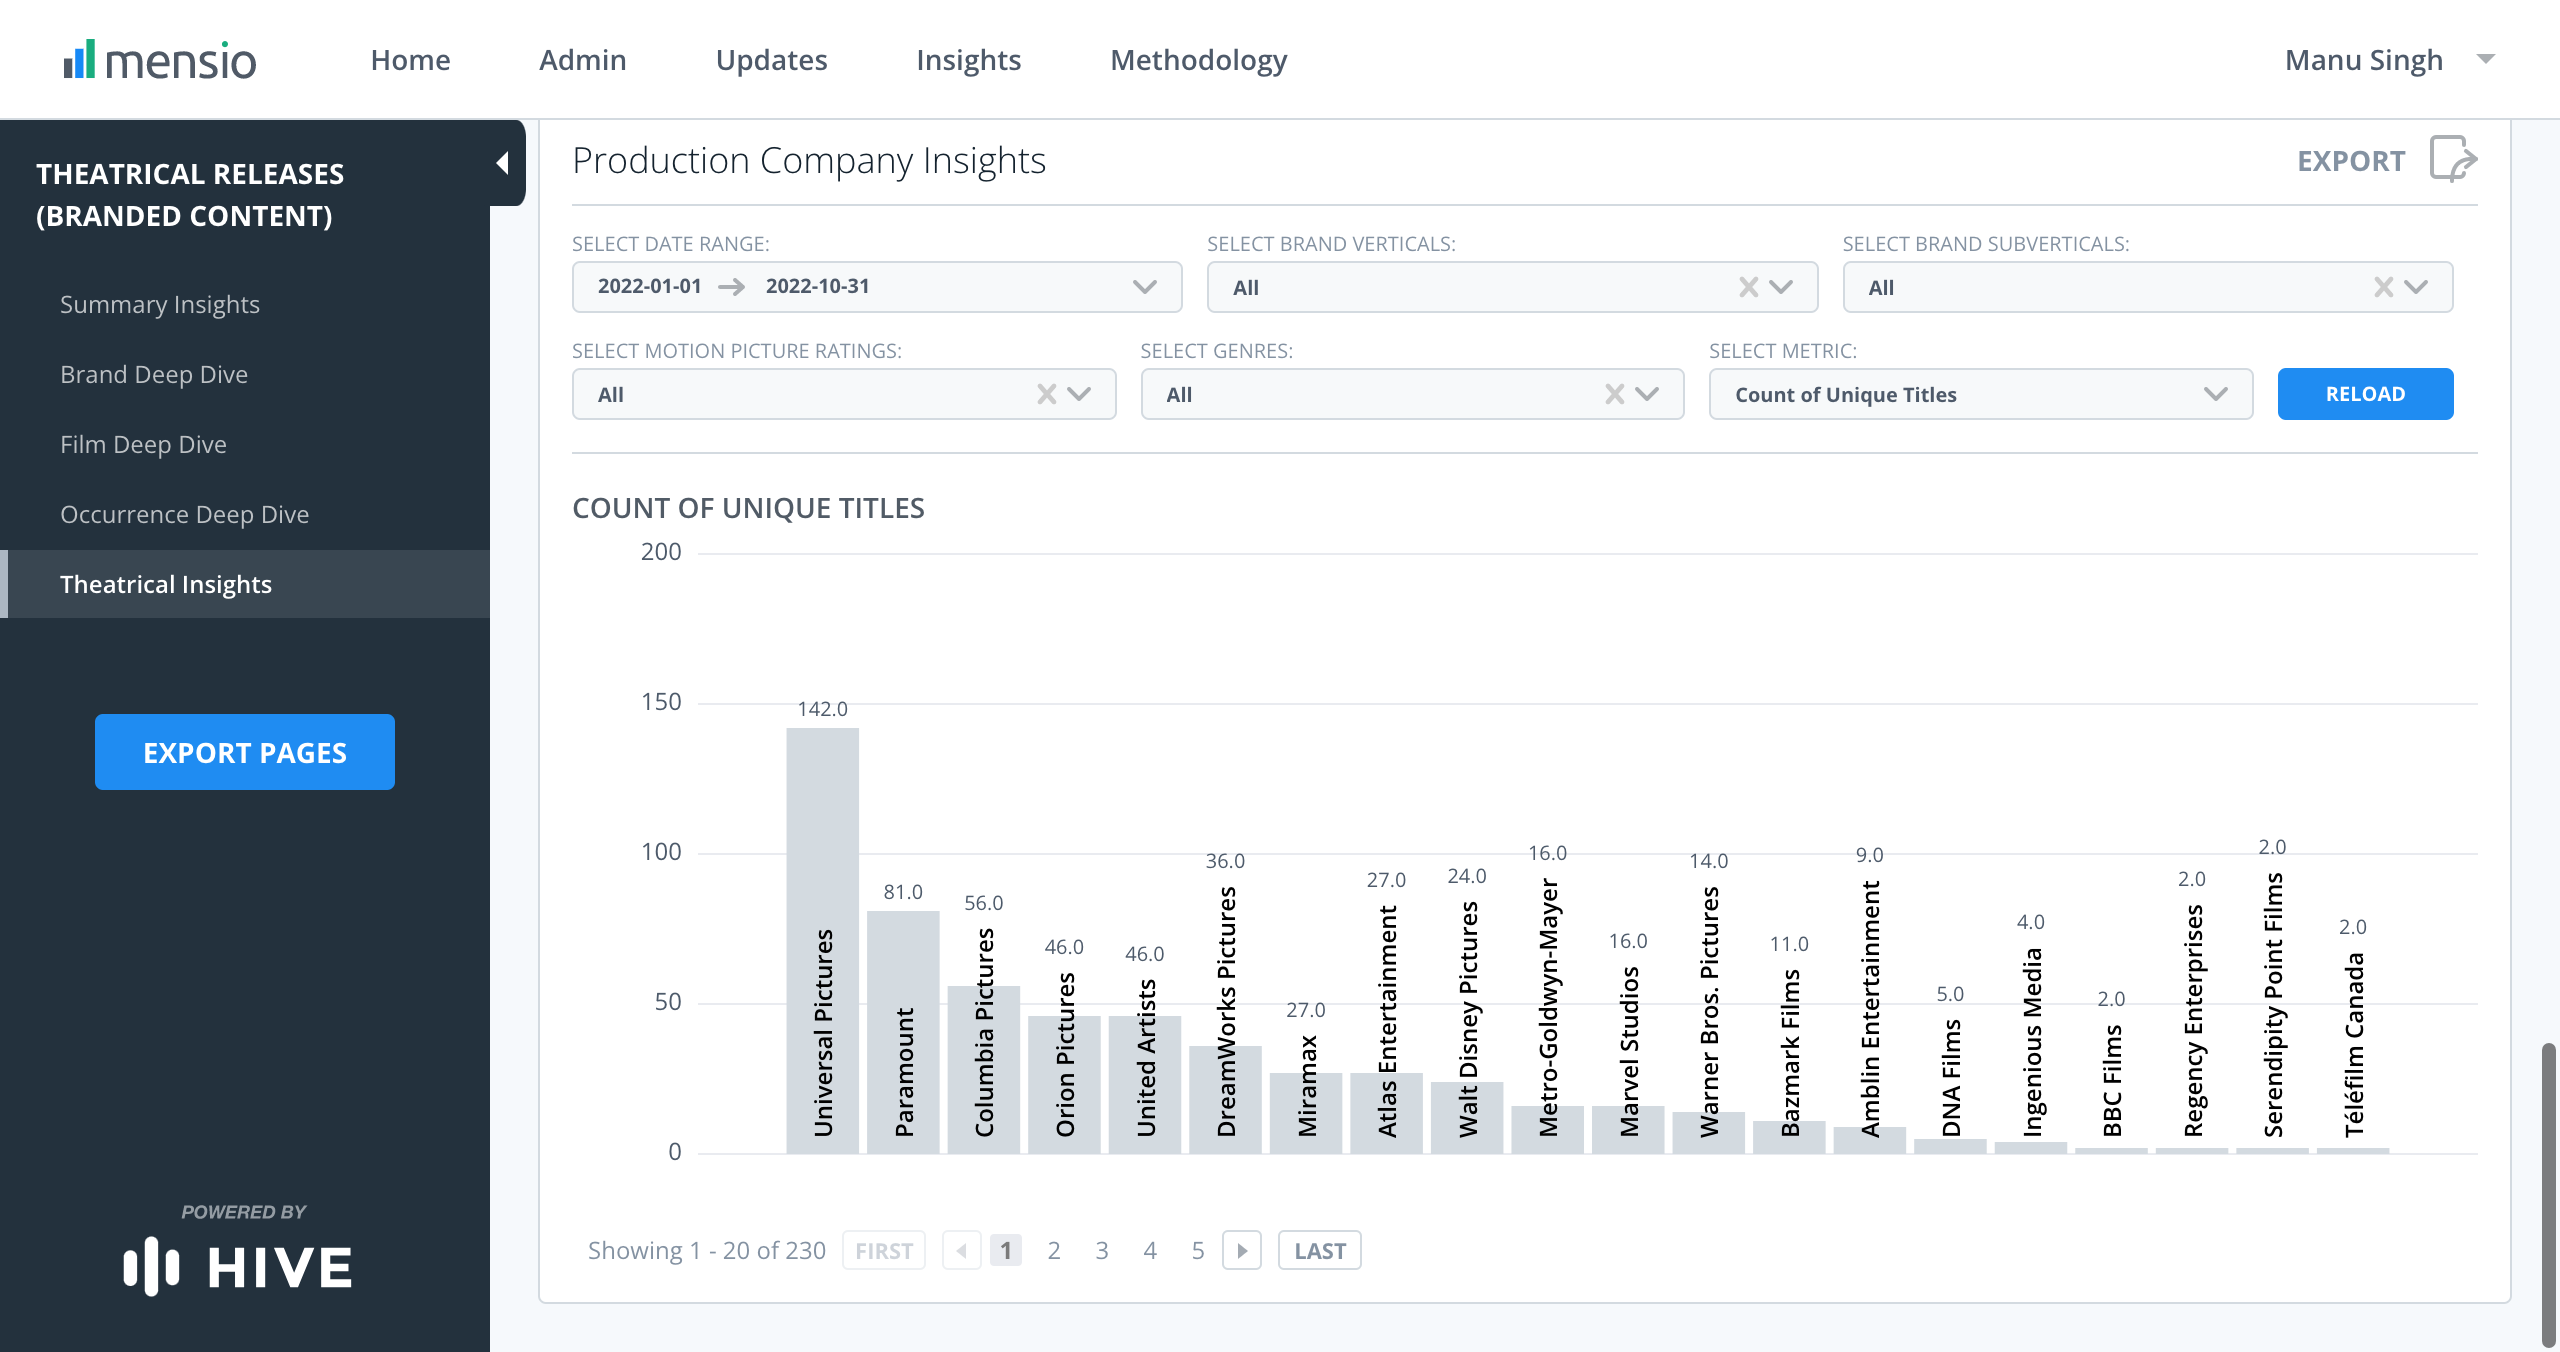 mensio
Home
Admin
Updates
Insights
Methodology
Manu Singh
THEATRICAL RELEASES
(BRANDED CONTENT)
Summary Insights
Brand Deep Dive
Film Deep Dive
Occurrence Deep Dive
Theatrical Insights
EXPORT PAGES
POWERED BY
HIVE
Production Company Insights
EXPORT
SELECT DATE RANGE:
2022-01-01
2022-10-31
SELECT BRAND VERTICALS:
All
SELECT BRAND SUBVERTICALS:
All
SELECT MOTION PICTURE RATINGS:
All
SELECT GENRES:
All
SELECT METRIC:
Count of Unique Titles
RELOAD
COUNT OF UNIQUE TITLES
200
150
100
50
0
142.0
Universal Pictures
81.0
Paramount
56.0
Columbia Pictures
46.0
Orion Pictures
46.0
United Artists
36.0
DreamWorks Pictures
27.0
Miramax
27.0
Atlas Entertainment
24.0
Walt Disney Pictures
16.0
Metro-Goldwyn-Mayer
16.0
Marvel Studios
14.0
Warner Bros. Pictures
11.0
Bazmark Films
9.0
Amblin Entertainment
5.0
DNA Films
4.0
Ingenious Media
2.0
BBC Films
2.0
Regency Enterprises
2.0
Serendipity Point Films
2.0
Téléfilm Canada
Showing 1 - 20 of 230
FIRST
1
2
3
4
5
LAST